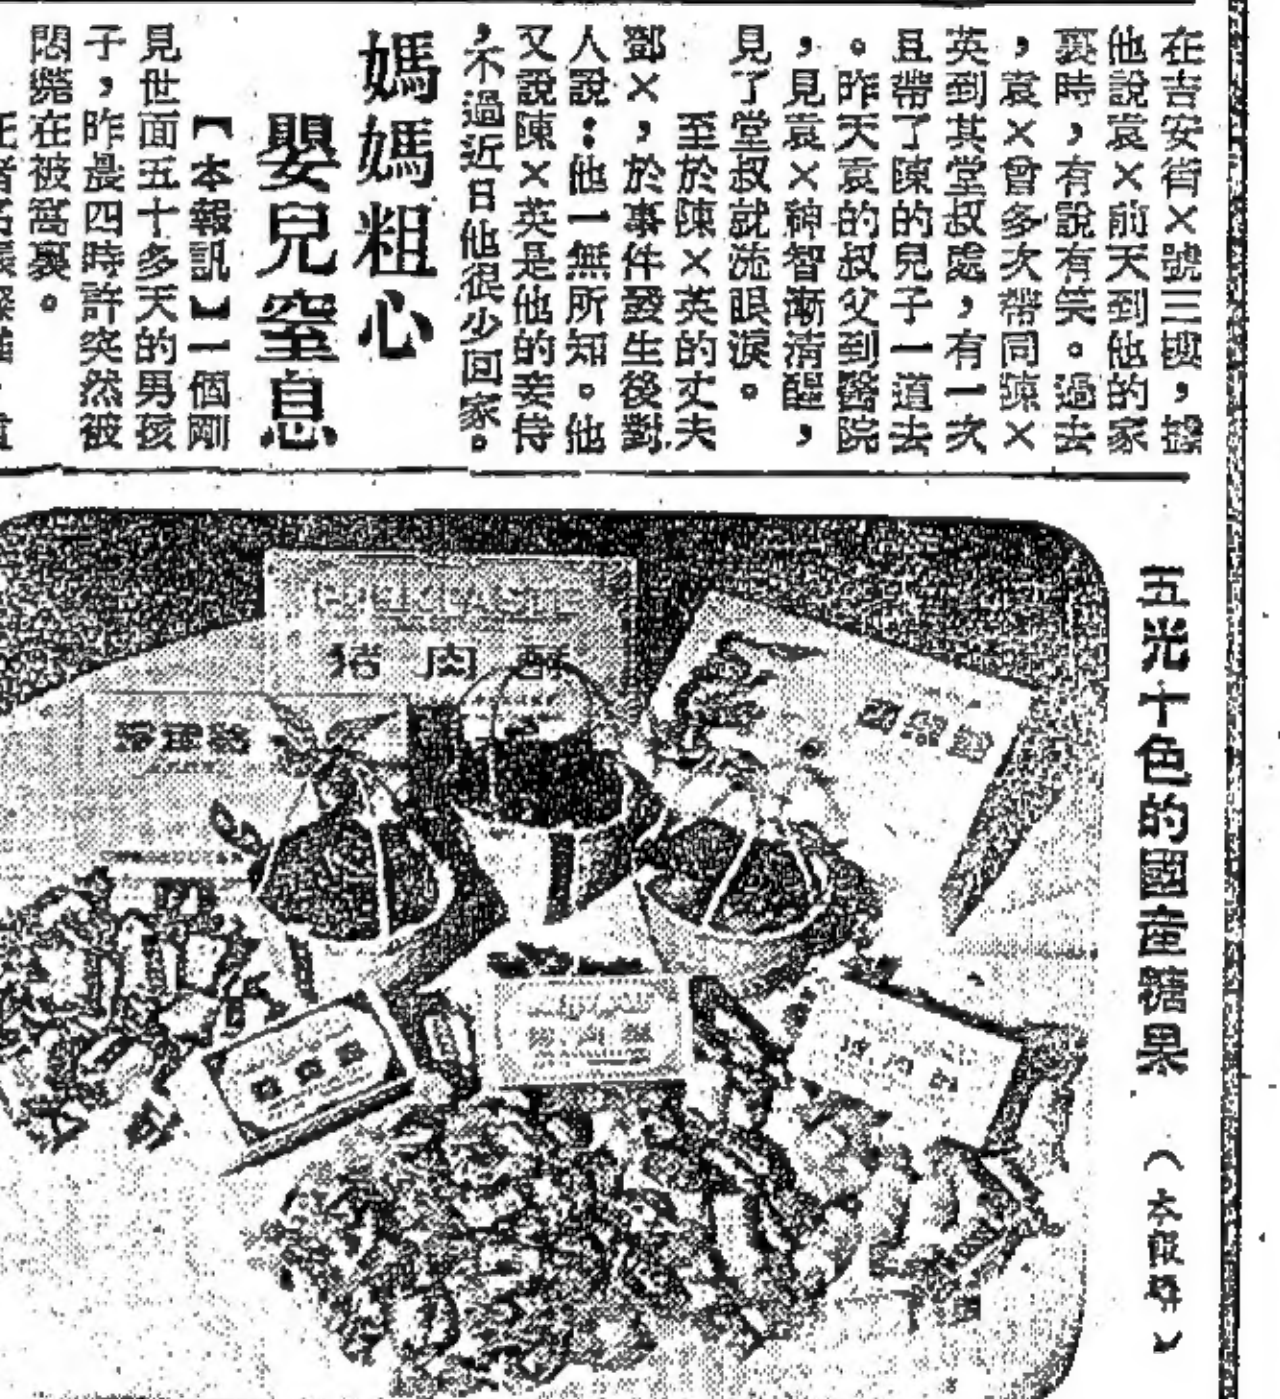 在吉安街×號三樓，據
他說袁×前天到他的家
裏時，有說有笑。過去
，袁×曾多次帶同陳×
英到其堂叔處，有一次
且帶了陳的兒子一道去
。昨天袁的叔父到醫院
，見袁×神智漸清醒，
見了堂叔就流眼淚。
至於陳×英的丈夫
鄧×，於事件發生後對
人說：他一無所知。他
又說陳×英是他的妾侍
，不過近日他很少回家。
媽媽粗心
嬰兒窒息
【本報訊】一個剛
見世面五十多天的男孩
子，昨晨四時許突然被
悶斃在被窩裏。
五光十色的國產糖果
（本報
猪肉酥